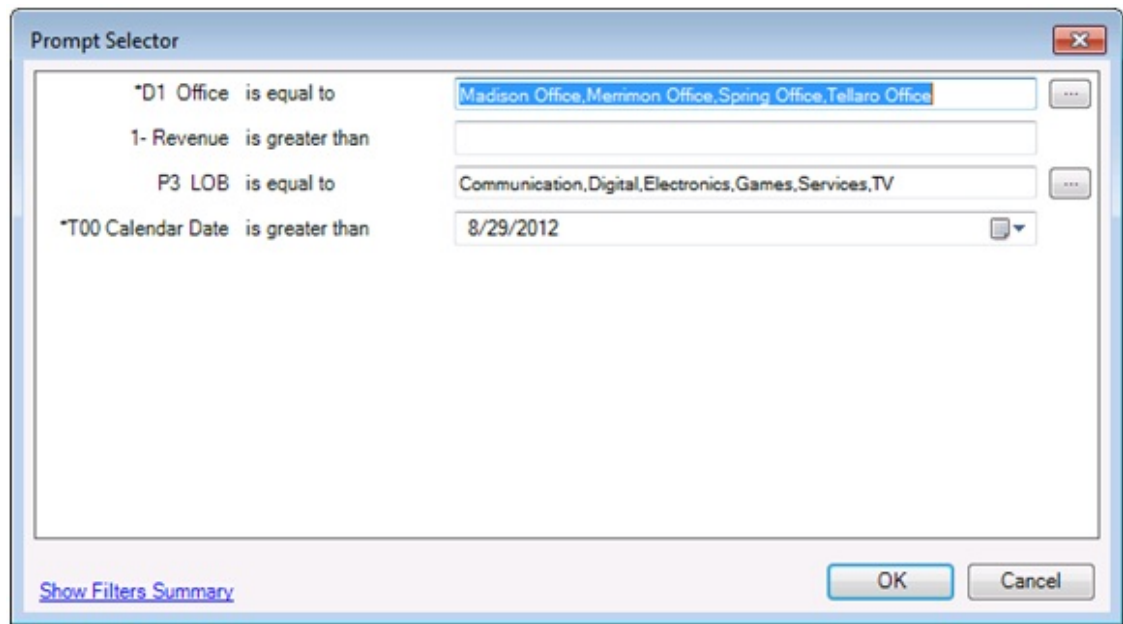 Prompt Selector
*D1 Office is equal to Madison Office,Merrimon Office,Spring Office,Tellaro Office ...
1- Revenue is greater than
P3 LOB is equal to Communication,Digital,Electronics,Games,Services,TV ...
*T00 Calendar Date is greater than 8/29/2012
Show Filters Summary OK Cancel